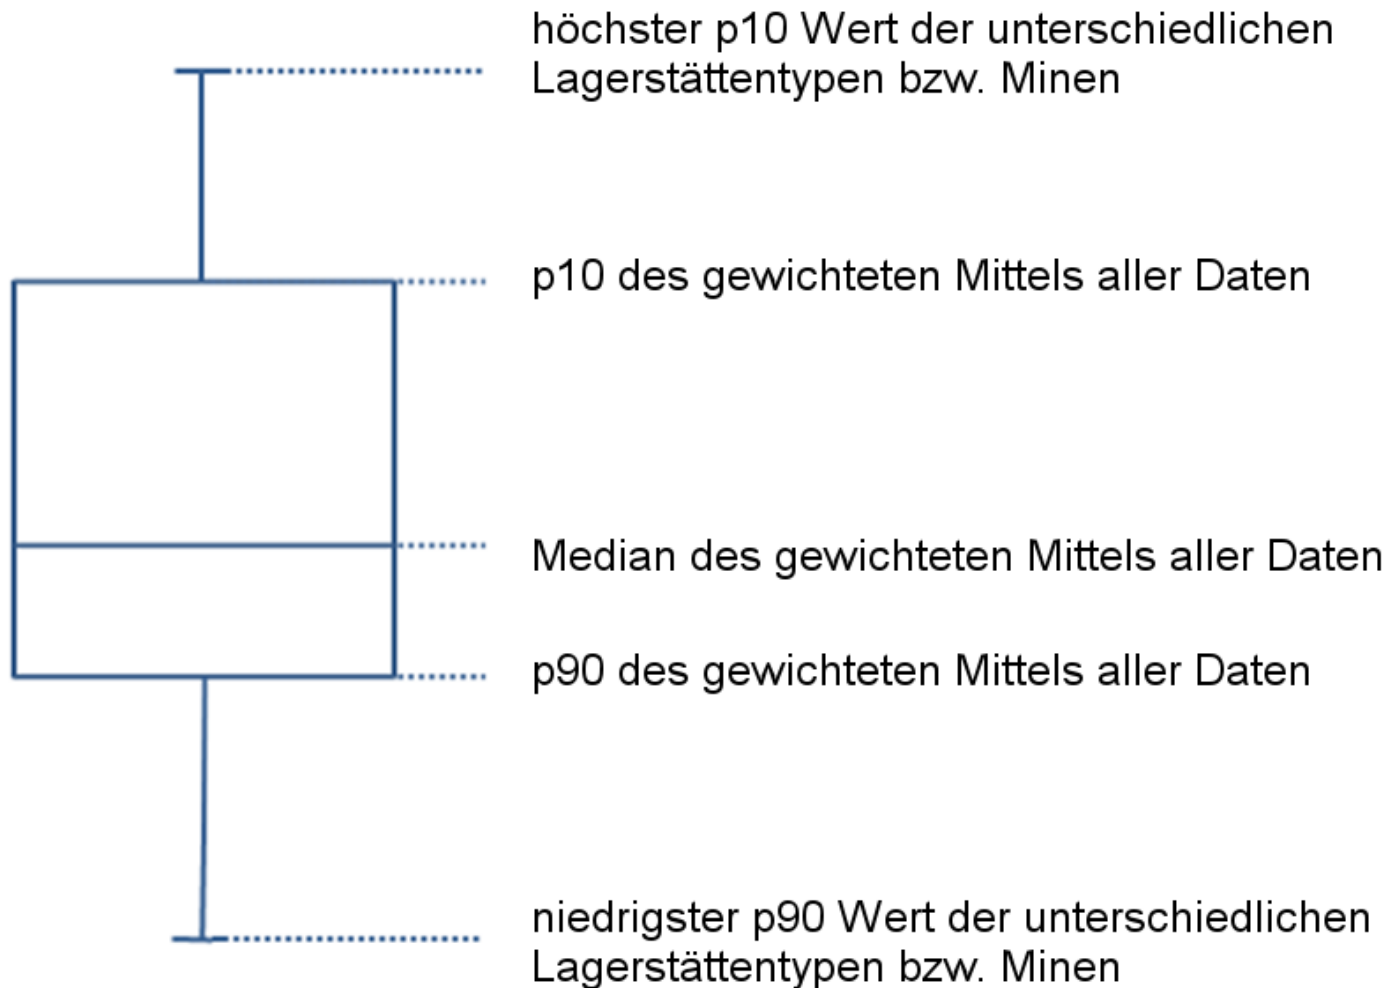 höchster p10 Wert der unterschiedlichen
Lagerstättentypen bzw. Minen
p10 des gewichteten Mittels aller Daten
Median des gewichteten Mittels aller Daten
p90 des gewichteten Mittels aller Daten
niedrigster p90 Wert der unterschiedlichen
Lagerstättentypen bzw. Minen